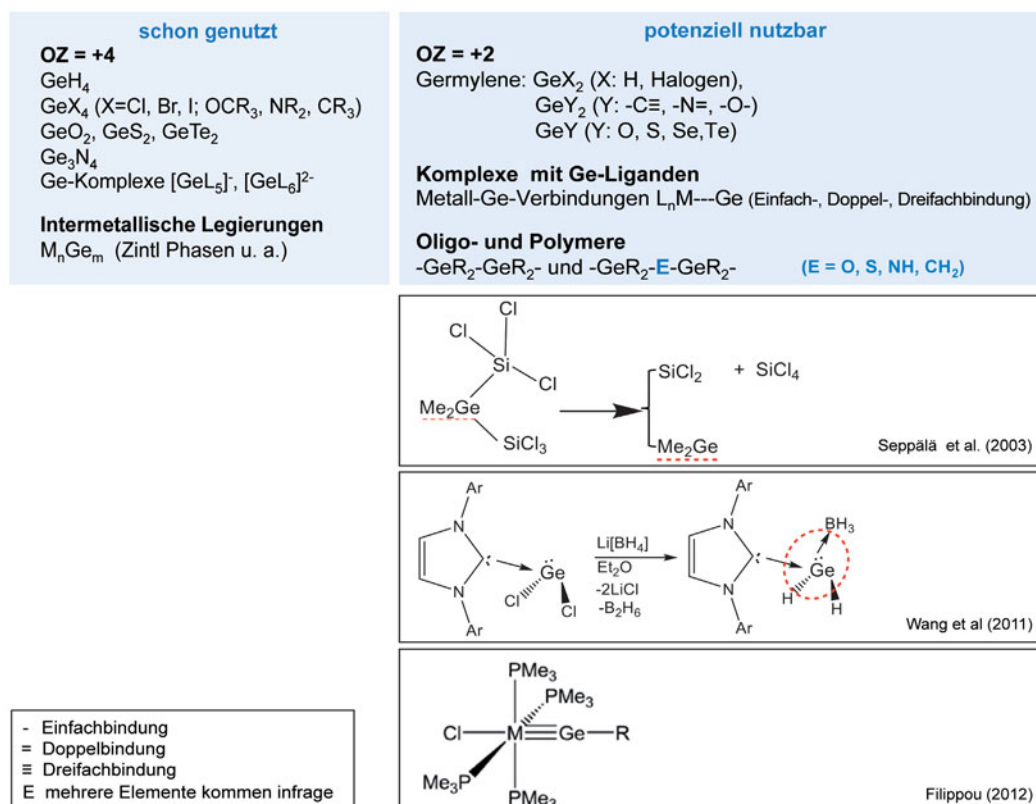 schon genutzt
OZ = +4
GeH₄
GeX₄ (X=Cl, Br, I; OCR₃, NR₂, CR₃)
GeO₂, GeS₂, GeTe₂
Ge₃N₄
Ge-Komplexe [GeL₅]⁻, [GeL₆]²⁻
Intermetallische Legierungen
MₙGeₘ (Zintl Phasen u. a.)
potenziell nutzbar
OZ = +2
Germylene: GeX₂ (X: H, Halogen),
GeY₂ (Y: -C≡, -N=, -O-)
GeY (Y: O, S, Se,Te)
Komplexe mit Ge-Liganden
Metall-Ge-Verbindungen LₙM---Ge (Einfach-, Doppel-, Dreifachbindung)
Oligo- und Polymere
-GeR₂-GeR₂- und -GeR₂-E-GeR₂- (E = O, S, NH, CH₂)
Cl
Cl
Si
Cl
Me₂Ge
SiCl₃
SiCl₂ + SiCl₄
Me₂Ge
Seppälä et al. (2003)
Ar
N
N
Ar
Ge
Cl
Cl
Li[BH₄]
Et₂O
-2LiCl
-B₂H₆
Ar
N
N
Ar
BH₃
Ge
H
H
Wang et al (2011)
PMe₃
PMe₃
Cl M≡Ge R
Me₃P
PMe₃
Filippou (2012)
- Einfachbindung
= Doppelbindung
≡ Dreifachbindung
E mehrere Elemente kommen infrage